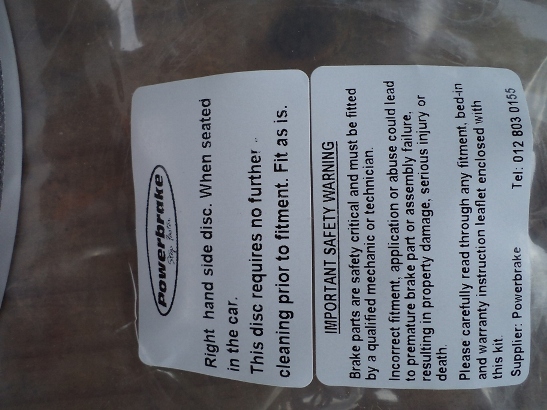 Powerbrake
Stop Faster
Right hand side disc. When seated
in the car.
This disc requires no further
cleaning prior to fitment. Fit as is.
IMPORTANT SAFETY WARNING
Brake parts are safety critical and must be fitted
by a qualified mechanic or technician.
Incorrect fitment, application or abuse could lead
to premature brake part or assembly failure,
resulting in property damage, serious injury or
death.
Please carefully read through any fitment, bed-in
and warranty instruction leaflet enclosed with
this kit.
Supplier: Powerbrake Tel: 012 803 0155